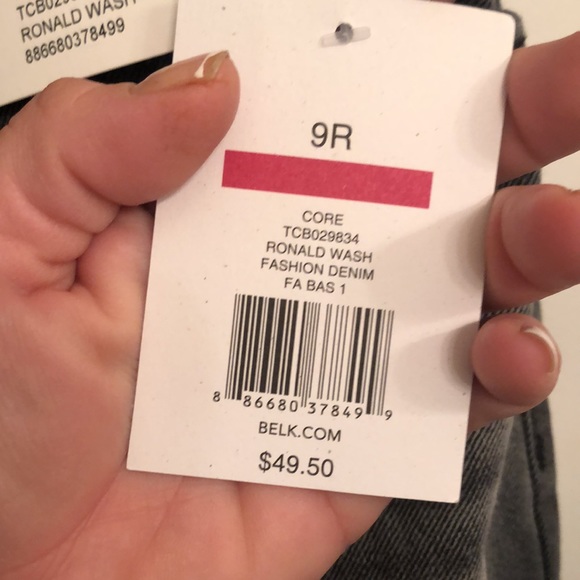 RONALD WASH
886680378499
9R
CORE
TCB029834
RONALD WASH
FASHION DENIM
FA BAS 1
8 86680 37849 9
BELK.COM
$49.50